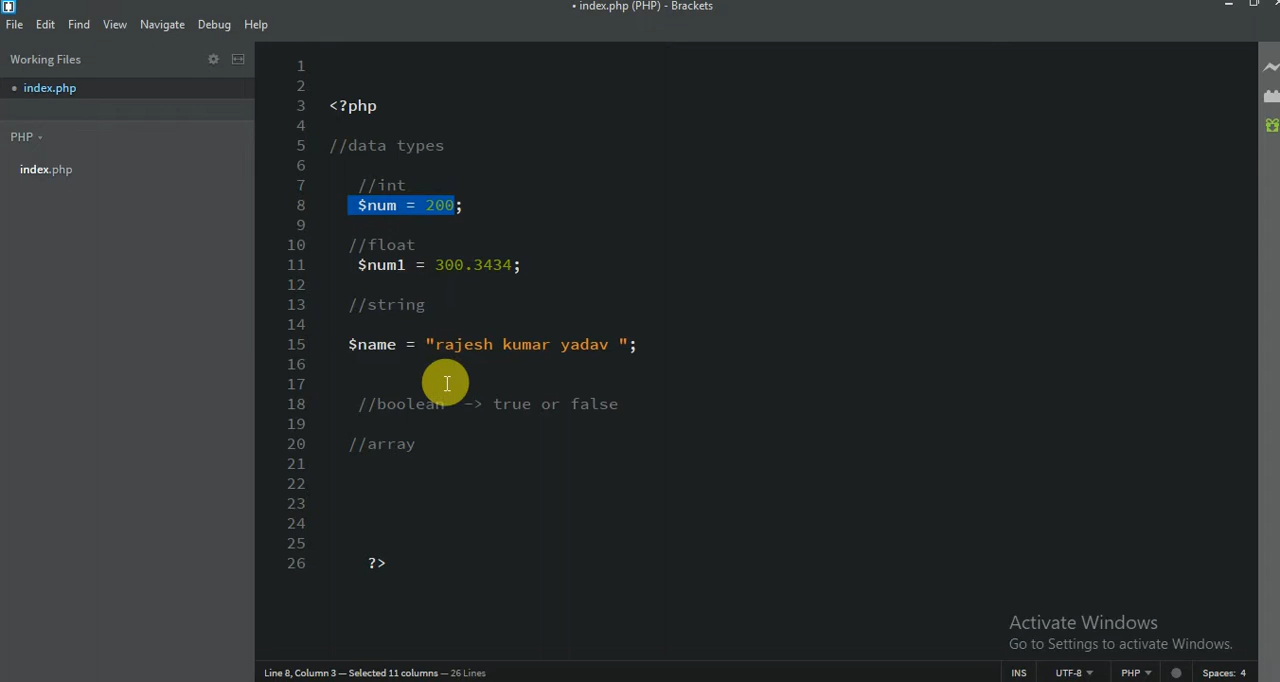 • index.php (PHP) - Brackets
File Edit Find View Navigate Debug Help
Working Files
• index.php
PHP
index.php
1
2
3 <?php
4
5 //data types
6
7 //int
8 $num = 200;
9
10 //float
11 $num1 = 300.3434;
12
13 //string
14
15 $name = "rajesh kumar yadav ";
16
17
18 //boolean -> true or false
19
20 //array
21
22
23
24
25
26 ?>
Activate Windows
Go to Settings to activate Windows.
Line 8, Column 3 — Selected 11 columns — 26 Lines
INS UTF-8 PHP Spaces: 4